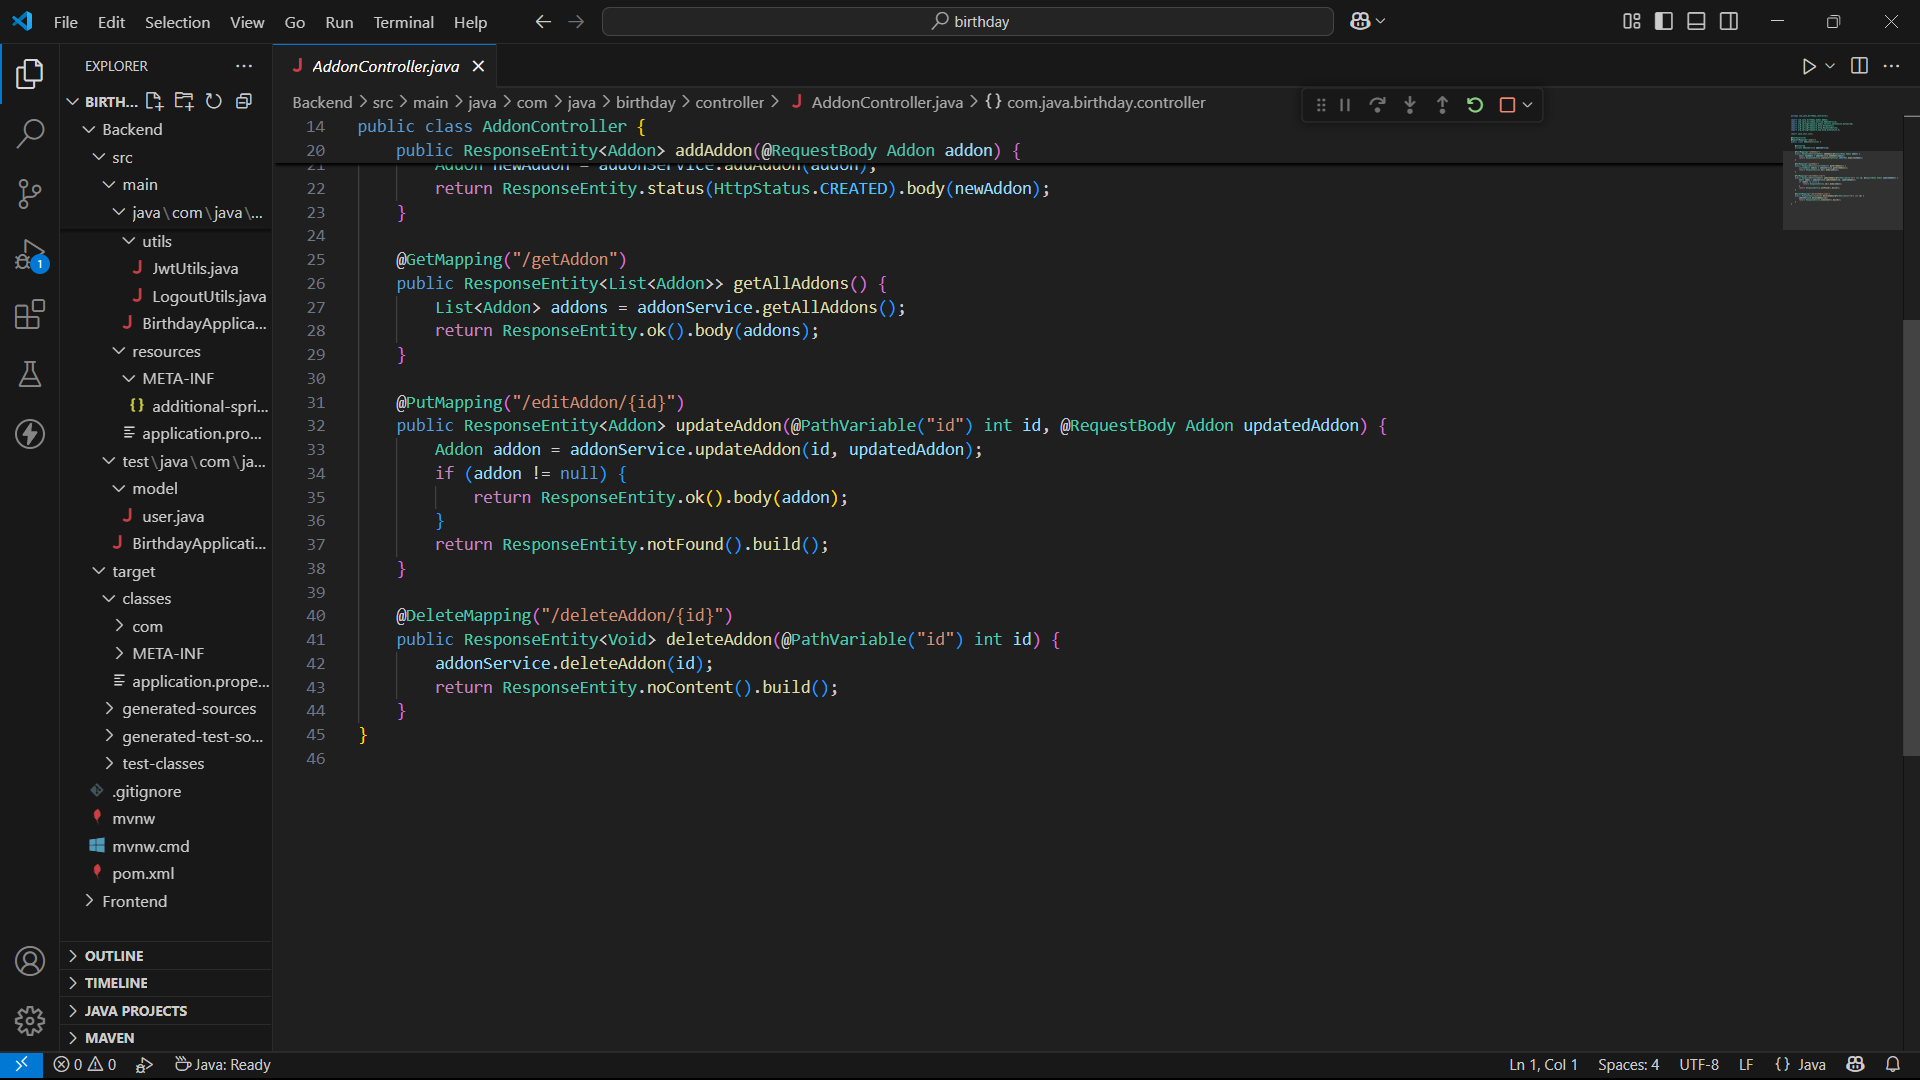 File Edit Selection View Go Run Terminal Help
birthday
EXPLORER
BIRTH...
Backend
src
main
java\com\java\...
utils
JwtUtils.java
LogoutUtils.java
BirthdayApplica...
resources
META-INF
additional-spri...
application.pro...
test\java\com\ja...
model
user.java
BirthdayApplicati...
target
classes
com
META-INF
application.prope...
generated-sources
generated-test-so...
test-classes
.gitignore
mvnw
mvnw.cmd
pom.xml
Frontend
OUTLINE
TIMELINE
JAVA PROJECTS
MAVEN
1
AddonController.java
Backend > src > main > java > com > java > birthday > controller > AddonController.java > {} com.java.birthday.controller
14 public class AddonController {
20 public ResponseEntity<Addon> addAddon(@RequestBody Addon addon) {
21 Addon newAddon = addonService.addAddon(addon);
22 return ResponseEntity.status(HttpStatus.CREATED).body(newAddon);
23 }
24
25 @GetMapping("/getAddon")
26 public ResponseEntity<List<Addon>> getAllAddons() {
27 List<Addon> addons = addonService.getAllAddons();
28 return ResponseEntity.ok().body(addons);
29 }
30
31 @PutMapping("/editAddon/{id}")
32 public ResponseEntity<Addon> updateAddon(@PathVariable("id") int id, @RequestBody Addon updatedAddon) {
33 Addon addon = addonService.updateAddon(id, updatedAddon);
34 if (addon != null) {
35 return ResponseEntity.ok().body(addon);
36 }
37 return ResponseEntity.notFound().build();
38 }
39
40 @DeleteMapping("/deleteAddon/{id}")
41 public ResponseEntity<Void> deleteAddon(@PathVariable("id") int id) {
42 addonService.deleteAddon(id);
43 return ResponseEntity.noContent().build();
44 }
45 }
46
0 0 Java: Ready
Ln 1, Col 1 Spaces: 4 UTF-8 LF {} Java